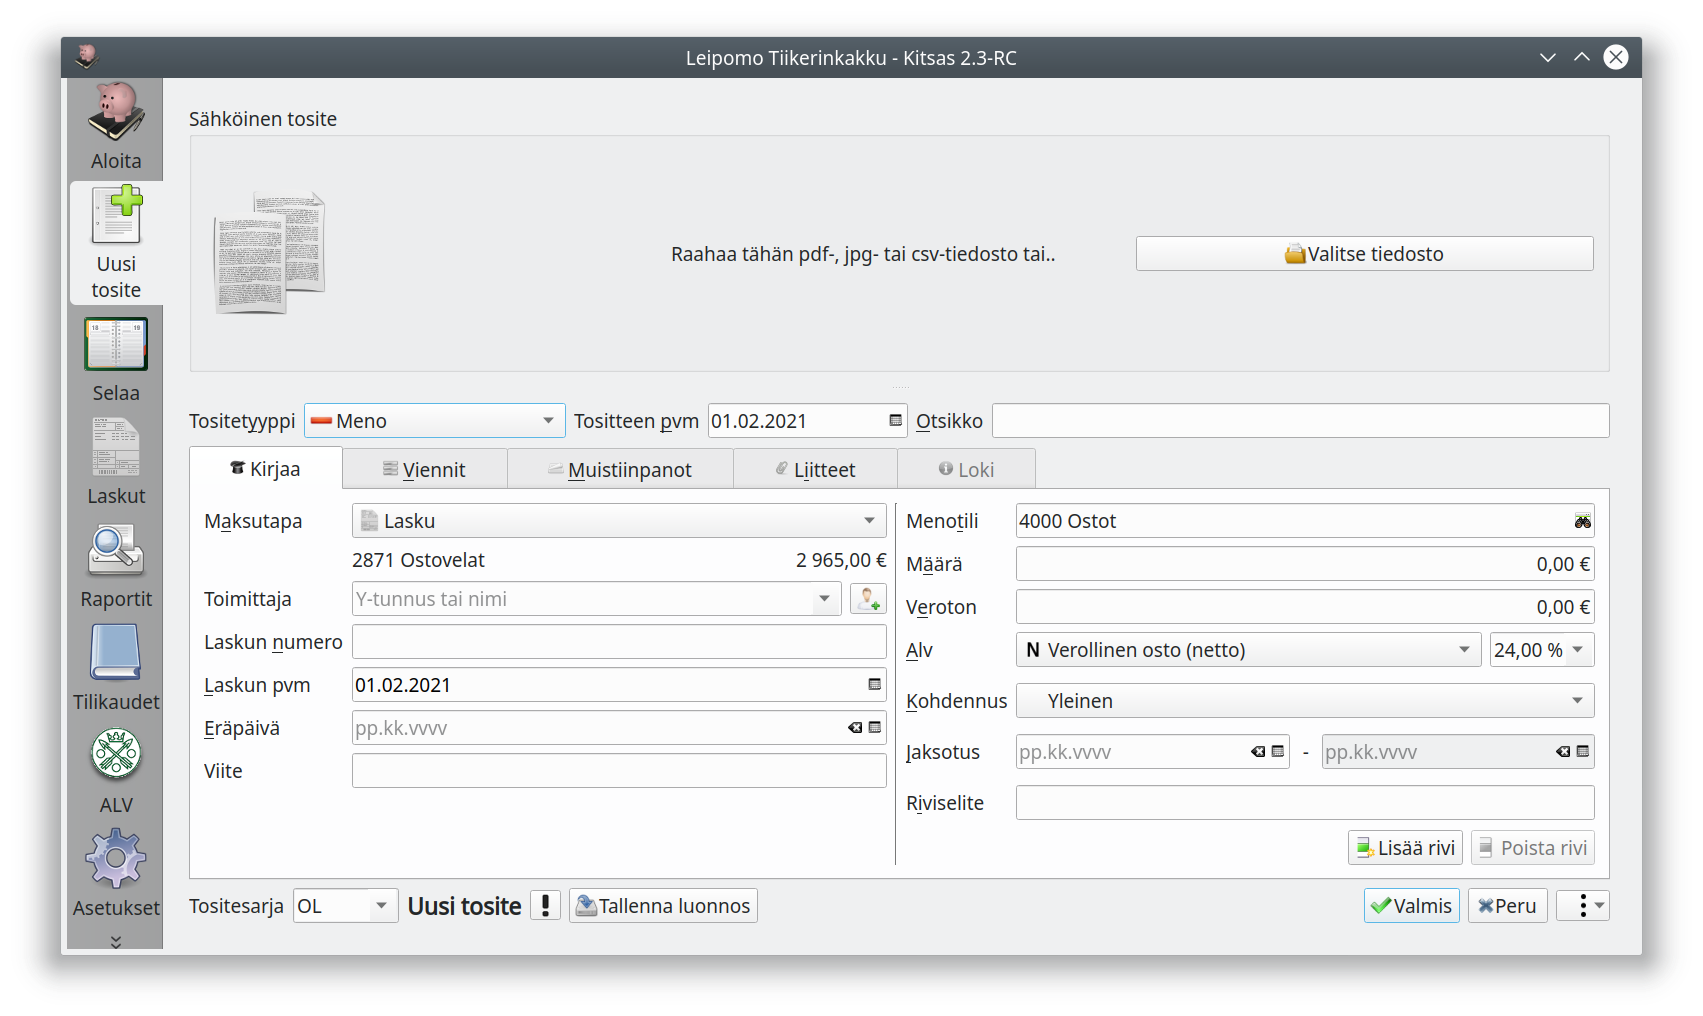 Leipomo Tiikerinkakku - Kitsas 2.3-RC
Aloita
Uusi
tosite
Selaa
Laskut
Raportit
Tilikaudet
ALV
Asetukset
Sähköinen tosite
Raahaa tähän pdf-, jpg- tai csv-tiedosto tai..
Valitse tiedosto
Tositetyyppi Meno Tositteen pvm 01.02.2021 Otsikko
Kirjaa Viennit Muistiinpanot Liitteet Loki
Maksutapa Lasku
2871 Ostovelat 2 965,00 €
Toimittaja Y-tunnus tai nimi
Laskun numero
Laskun pvm 01.02.2021
Eräpäivä pp.kk.vvvv
Viite
Menotili 4000 Ostot
Määrä 0,00 €
Veroton 0,00 €
Alv N Verollinen osto (netto) 24,00 %
Kohdennus Yleinen
Jaksotus pp.kk.vvvv - pp.kk.vvvv
Riviselite
Lisää rivi Poista rivi
Tositesarja OL Uusi tosite ! Tallenna luonnos Valmis Peru